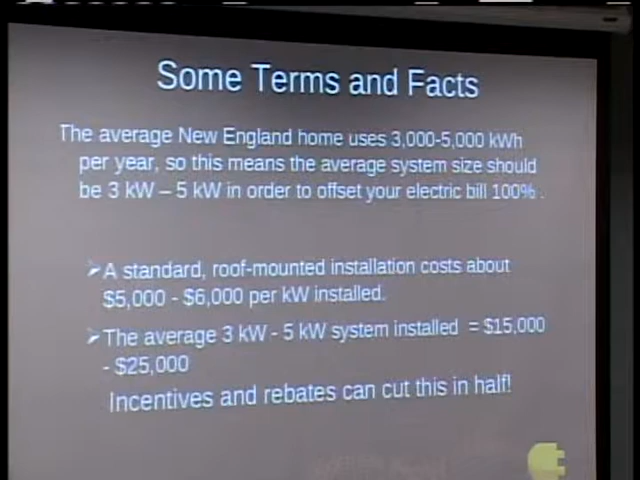 Some Terms and Facts
The average New England home uses 3,000-5,000 kWh
per year, so this means the average system size should
be 3 kW – 5 kW in order to offset your electric bill 100% .
➢A standard, roof-mounted installation costs about
$5,000 - $6,000 per kW installed.
➢The average 3 kW - 5 kW system installed = $15,000
- $25,000
Incentives and rebates can cut this in half!